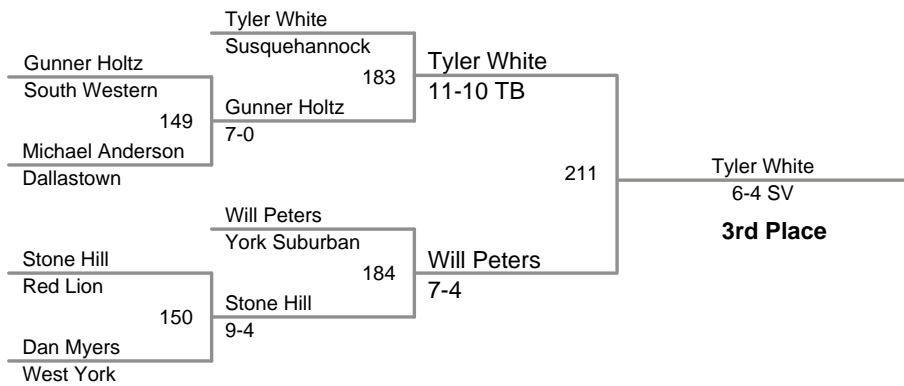 Tyler White
Susquehannock
Gunner Holtz
South Western
183
Tyler White
11-10 TB
149
Gunner Holtz
7-0
Michael Anderson
Dallastown
211
Tyler White
6-4 SV
3rd Place
Will Peters
York Suburban
Stone Hill
Red Lion
184
Will Peters
7-4
150
Stone Hill
9-4
Dan Myers
West York